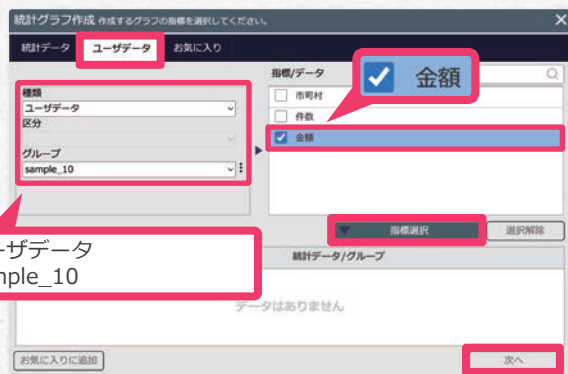 統計グラフ作成 作成するグラフの指標を選択してください。
統計データ ユーザデータ お気に入り
指標/データ
種類
ユーザデータ
区分
グループ
sample_10
市町村
件数
金額
金額
指標選択 選択解除
ーザデータ
mple_10
統計データ/グループ
データはありません
お気に入りに追加 次へ